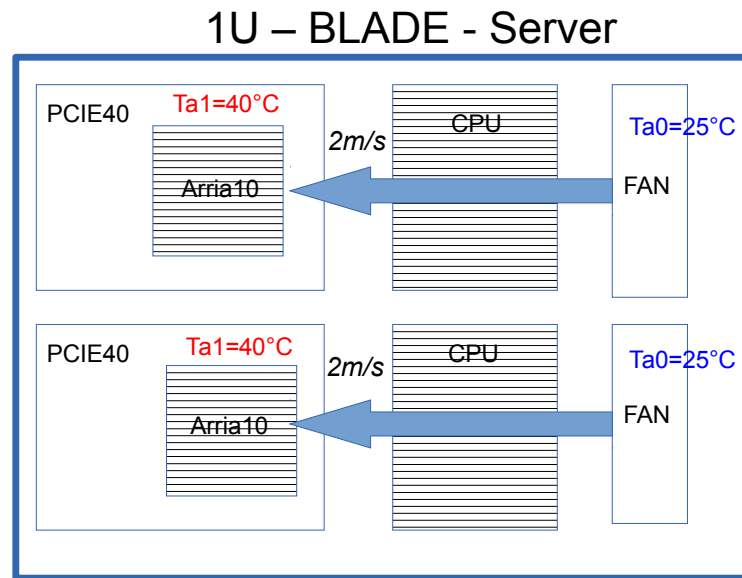 1U – BLADE - Server
PCIE40
Ta1=40°C
Arria10
2m/s
CPU
Ta0=25°C
FAN
PCIE40
Ta1=40°C
Arria10
2m/s
CPU
Ta0=25°C
FAN